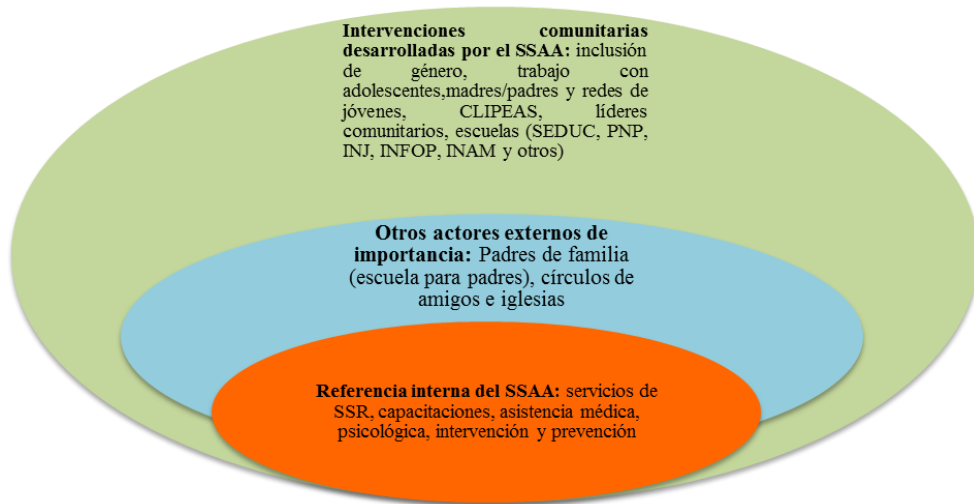 Intervenciones comunitarias
desarrolladas por el SSAA: inclusión
de género, trabajo con
adolescentes,madres/padres y redes de
jóvenes, CLIPEAS, líderes
comunitarios, escuelas (SEDUC, PNP,
INJ, INFOP, INAM y otros)
Otros actores externos de
importancia: Padres de familia
(escuela para padres), círculos de
amigos e iglesias
Referencia interna del SSAA: servicios de
SSR, capacitaciones, asistencia médica,
psicológica, intervención y prevención